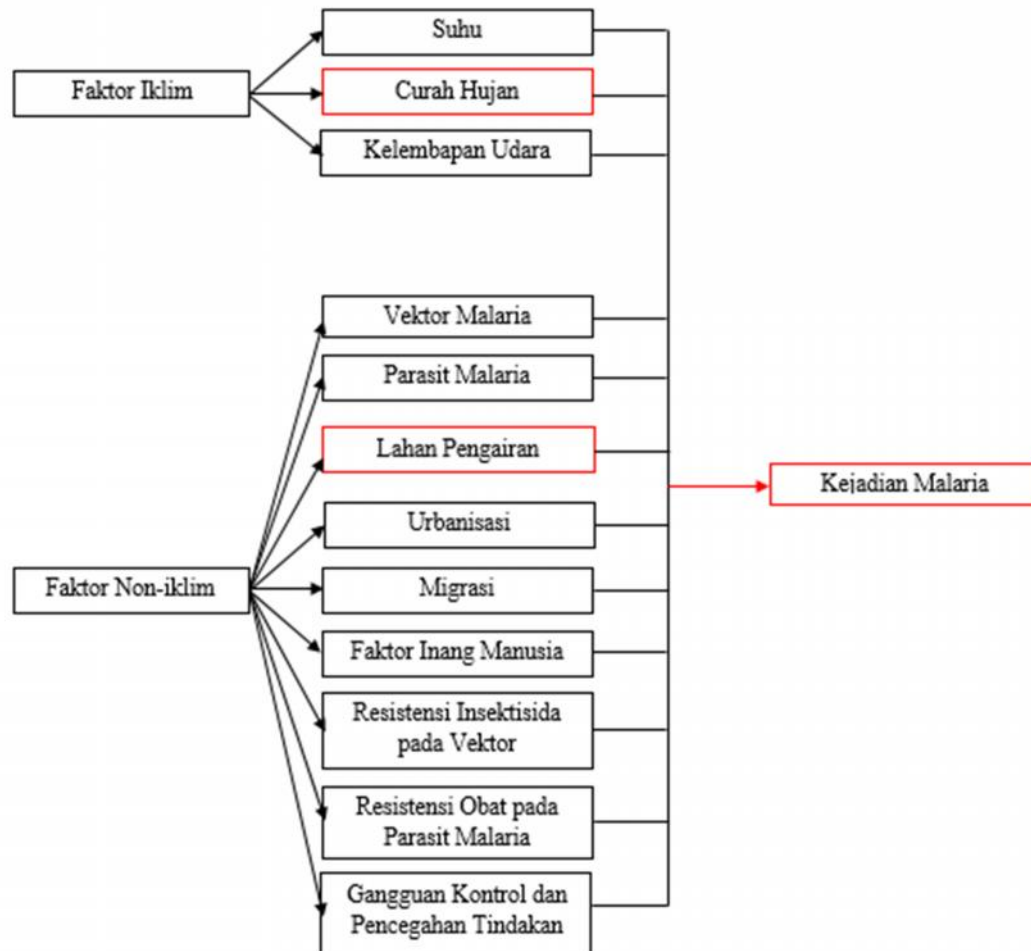 Suhu
Faktor Iklim
Curah Hujan
Kelembapan Udara
Vektor Malaria
Parasit Malaria
Lahan Pengairan
Kejadian Malaria
Urbanisasi
Faktor Non-iklim
Migrasi
Faktor Inang Manusia
Resistensi Insektisida
pada Vektor
Resistensi Obat pada
Parasit Malaria
Gangguan Kontrol dan
Pencegahan Tindakan